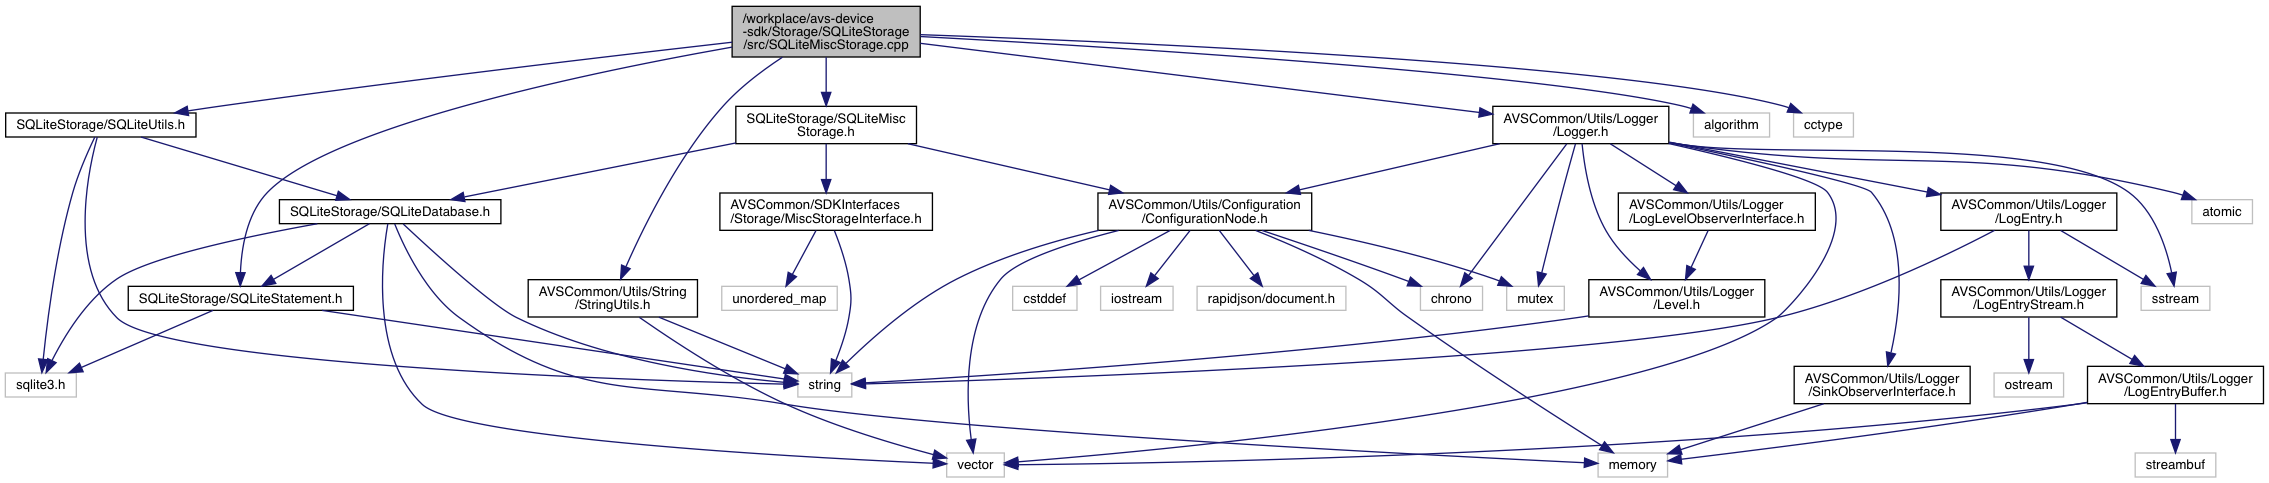 /workplace/avs-device
-sdk/Storage/SQLiteStorage
/src/SQLiteMiscStorage.cpp
SQLiteStorage/SQLiteUtils.h
SQLiteStorage/SQLiteMisc
Storage.h
AVSCommon/Utils/Logger
/Logger.h
algorithm
cctype
SQLiteStorage/SQLiteDatabase.h
AVSCommon/SDKInterfaces
/Storage/MiscStorageInterface.h
AVSCommon/Utils/Configuration
/ConfigurationNode.h
AVSCommon/Utils/Logger
/LogLevelObserverInterface.h
AVSCommon/Utils/Logger
/LogEntry.h
atomic
SQLiteStorage/SQLiteStatement.h
AVSCommon/Utils/String
/StringUtils.h
unordered_map
cstddef
iostream
rapidjson/document.h
chrono
mutex
AVSCommon/Utils/Logger
/Level.h
AVSCommon/Utils/Logger
/LogEntryStream.h
sstream
sqlite3.h
string
AVSCommon/Utils/Logger
/SinkObserverInterface.h
ostream
AVSCommon/Utils/Logger
/LogEntryBuffer.h
vector
memory
streambuf